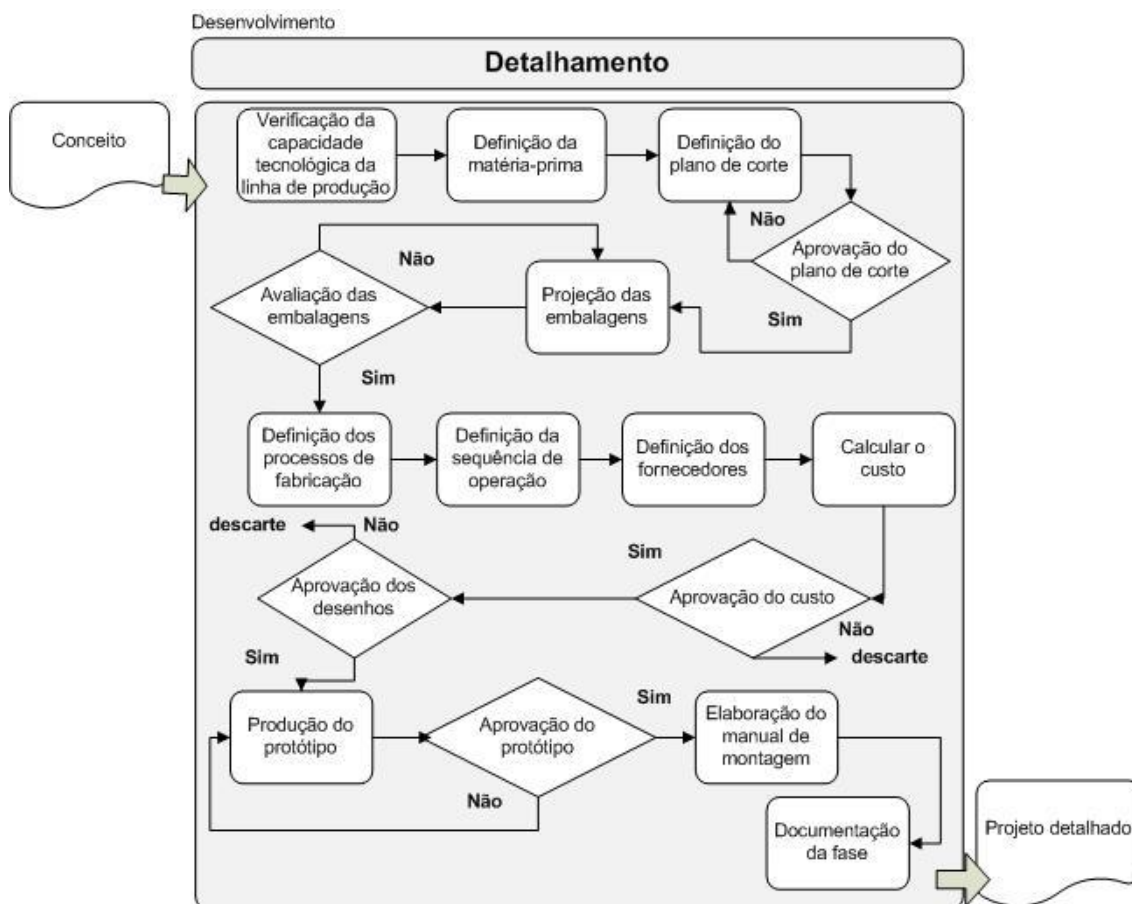 Desenvolvimento
Detalhamento
Conceito
Verificação da
capacidade
tecnológica da
linha de produção
Definição da
matéria-prima
Definição do
plano de corte
Não
Aprovação do
plano de corte
Sim
Projeção das
embalagens
Não
Avaliação das
embalagens
Sim
Definição dos
processos de
fabricação
Definição da
sequência de
operação
Definição dos
fornecedores
Calcular o
custo
Aprovação do custo
Não
descarte
Sim
Aprovação dos
desenhos
Não
descarte
Sim
Produção do
protótipo
Aprovação do
protótipo
Não
Sim
Elaboração do
manual de
montagem
Documentação
da fase
Projeto detalhado